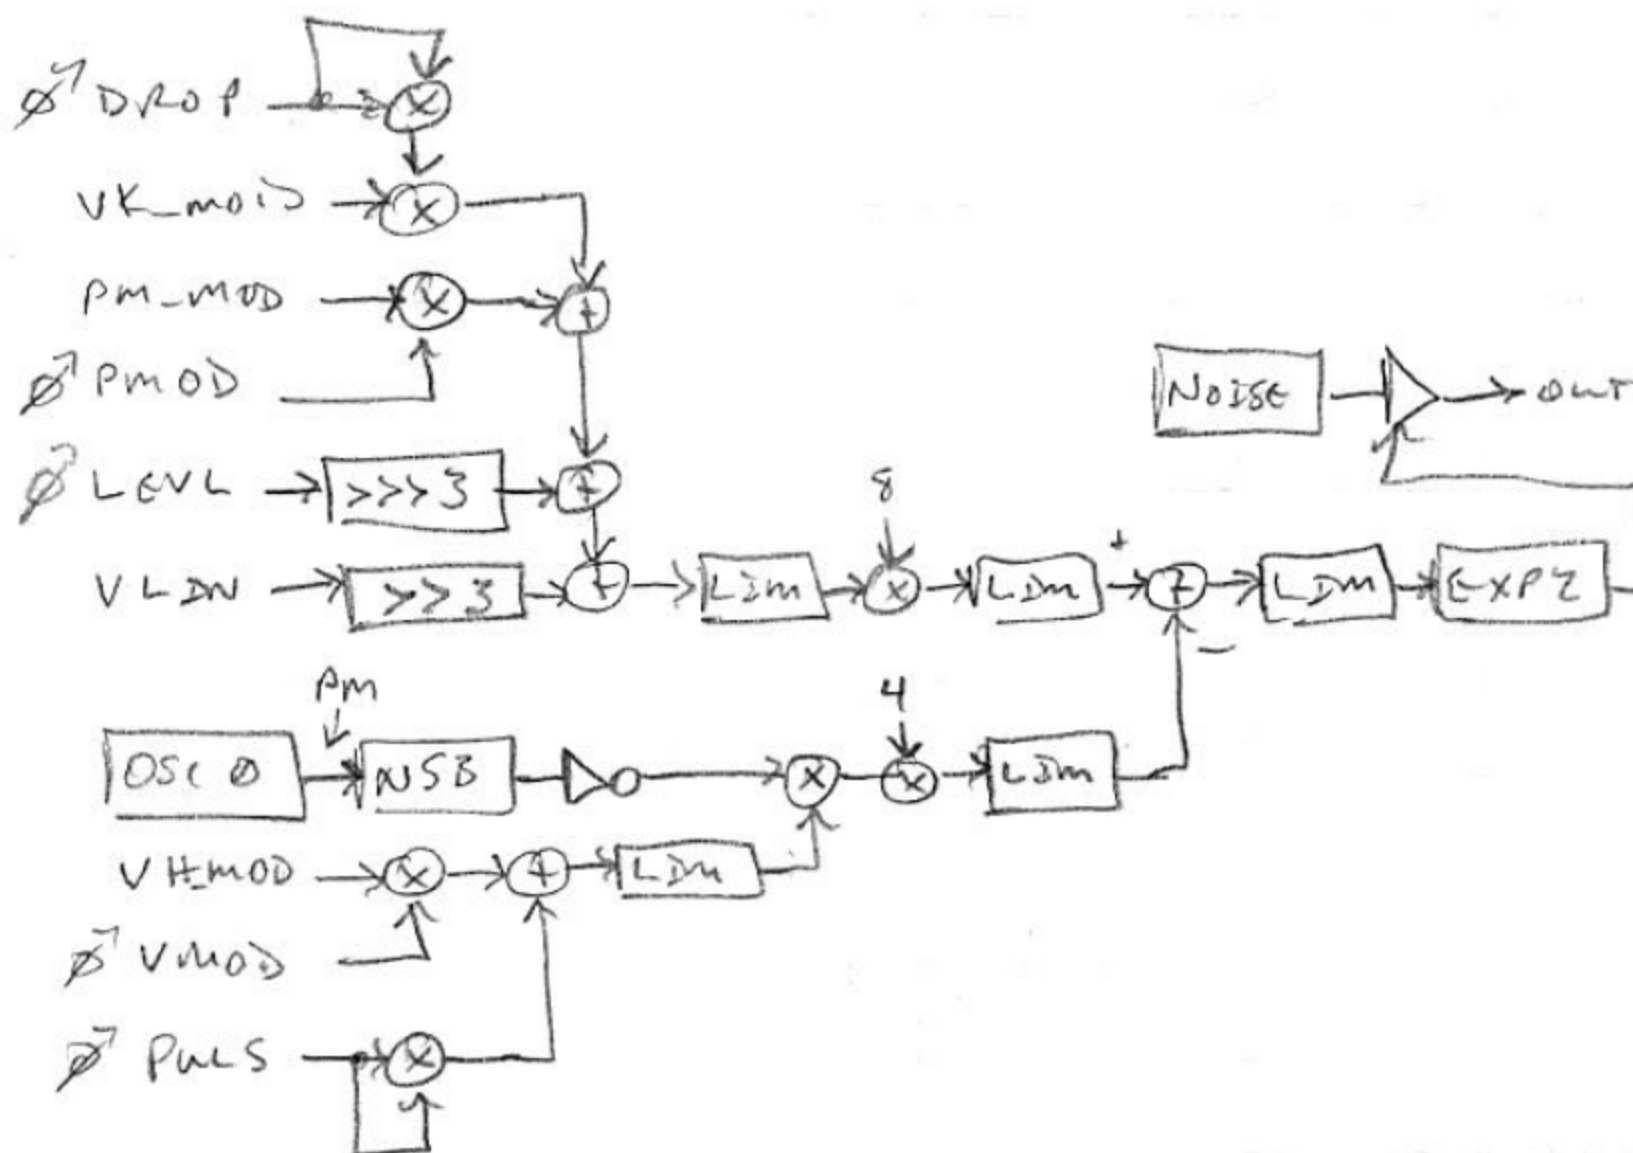 DROP
VK_MOD
PM_MOD
PMOD
LEVL >>> 3
NOISE OUT
8
VLIN >> 3 LIM LIM + LIM EXP2
−
PM 4
OSC 0 NSB LIM
VH_MOD LIM
VMOD
PULS